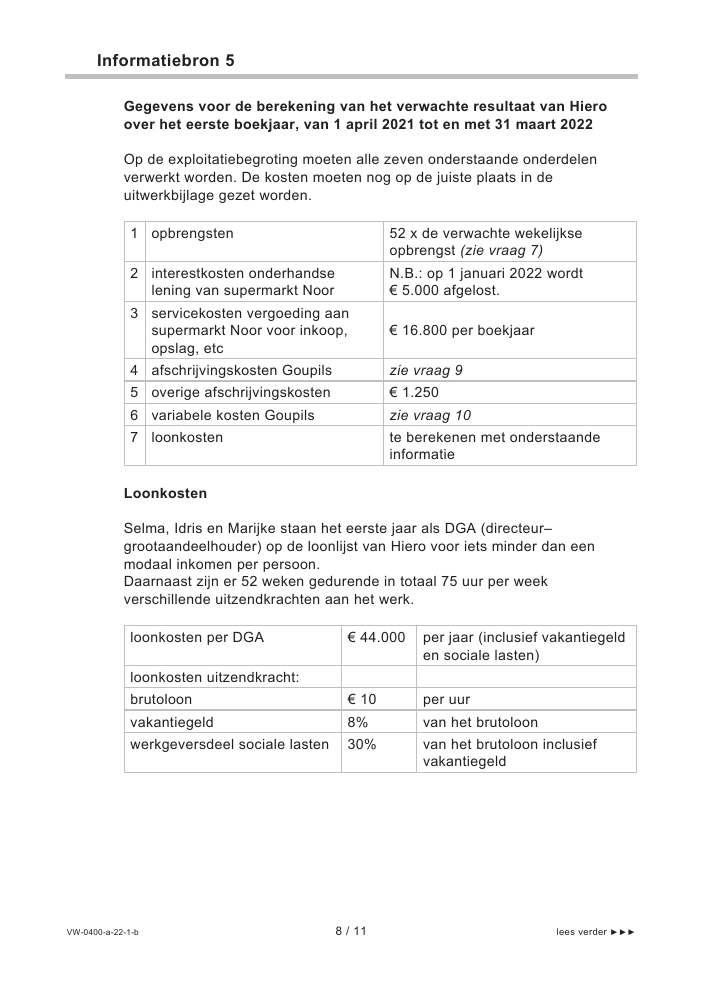 Informatiebron 5
Gegevens voor de berekening van het verwachte resultaat van Hiero
over het eerste boekjaar, van 1 april 2021 tot en met 31 maart 2022
Op de exploitatiebegroting moeten alle zeven onderstaande onderdelen
verwerkt worden. De kosten moeten nog op de juiste plaats in de
uitwerkbijlage gezet worden.
1 opbrengsten 52 x de verwachte wekelijkse
opbrengst (zie vraag 7)
2 interestkosten onderhandse N.B.: op 1 januari 2022 wordt
lening van supermarkt Noor € 5.000 afgelost.
3 servicekosten vergoeding aan
supermarkt Noor voor inkoop, € 16.800 per boekjaar
opslag, etc
4 afschrijvingskosten Goupils zie vraag 9
5 overige afschrijvingskosten € 1.250
6 variabele kosten Goupils zie vraag 10
7 loonkosten te berekenen met onderstaande
informatie
Loonkosten
Selma, Idris en Marijke staan het eerste jaar als DGA (directeur–
grootaandeelhouder) op de loonlijst van Hiero voor iets minder dan een
modaal inkomen per persoon.
Daarnaast zijn er 52 weken gedurende in totaal 75 uur per week
verschillende uitzendkrachten aan het werk.
loonkosten per DGA € 44.000 per jaar (inclusief vakantiegeld
en sociale lasten)
loonkosten uitzendkracht:
brutoloon € 10 per uur
vakantiegeld 8% van het brutoloon
werkgeversdeel sociale lasten 30% van het brutoloon inclusief
vakantiegeld
VW-0400-a-22-1-b 8 / 11 lees verder ►►►